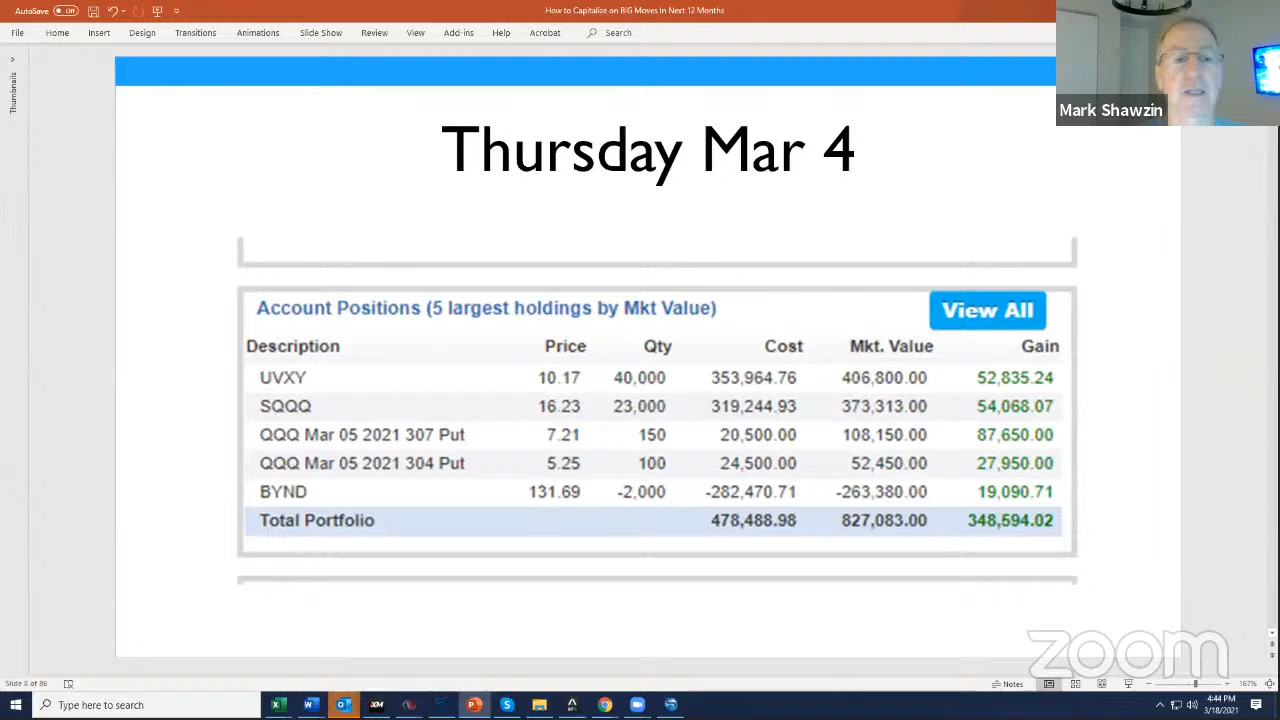 AutoSave Off
How to Capitalize on BIG Moves In Next 12 Months
File Home Insert Design Transitions Animations Slide Show Review View Add-ins Help Acrobat Search
Mark Shawzin
Thumbnails
Thursday Mar 4
Account Positions (5 largest holdings by Mkt Value) View All
Description Price Qty Cost Mkt. Value Gain
UVXY 10.17 40,000 353,964.76 406,800.00 52,835.24
SQQQ 16.23 23,000 319,244.93 373,313.00 54,068.07
QQQ Mar 05 2021 307 Put 7.21 150 20,500.00 108,150.00 87,650.00
QQQ Mar 05 2021 304 Put 5.25 100 24,500.00 52,450.00 27,950.00
BYND 131.69 -2,000 -282,470.71 -263,380.00 19,090.71
Total Portfolio 478,488.98 827,083.00 348,594.02
zoom
Slide 8 of 86 Notes 167%
Type here to search
4:44 PM
3/18/2021